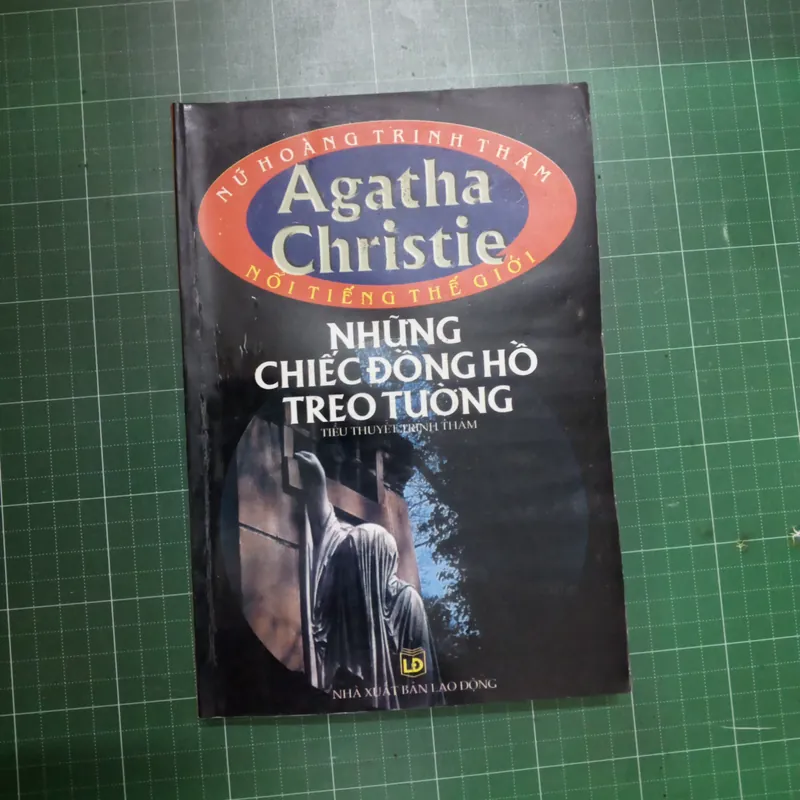 NỮ HOÀNG TRINH THÁM
Agatha
Christie
NỔI TIẾNG THẾ GIỚI
NHỮNG
CHIẾC ĐỒNG HỒ
TREO TƯỜNG
TIỂU THUYẾT TRINH THÁM
LĐ
NHÀ XUẤT BẢN LAO ĐỘNG